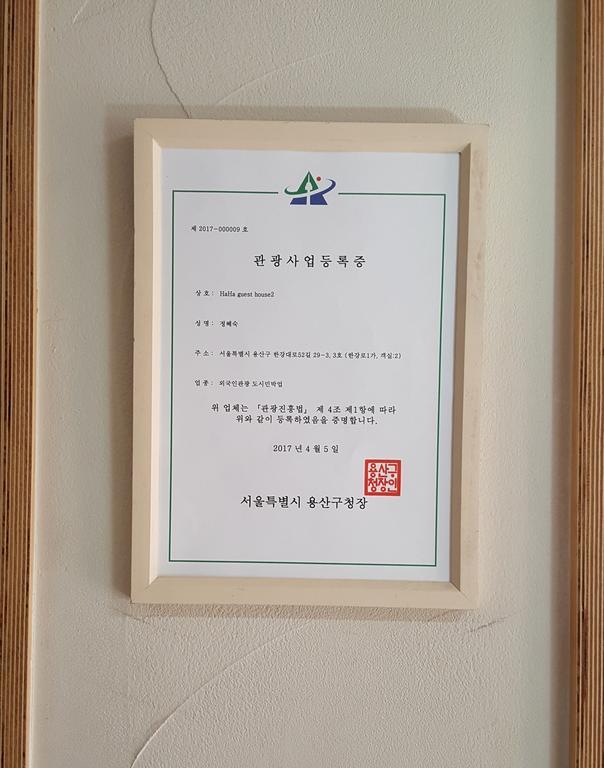 제 2017-000009 호
관광사업등록증
상 호 : HaHa guest house2
성 명 : 정혜숙
주 소 : 서울특별시 용산구 한강대로52길 29-3, 3호 (한강로1가, 객실:2)
업 종 : 외국인관광 도시민박업
위 업체는 「관광진흥법」 제 4조 제1항에 따라
위와 같이 등록하였음을 증명합니다.
2017 년 4 월 5 일
용산구
청장인
서울특별시 용산구청장